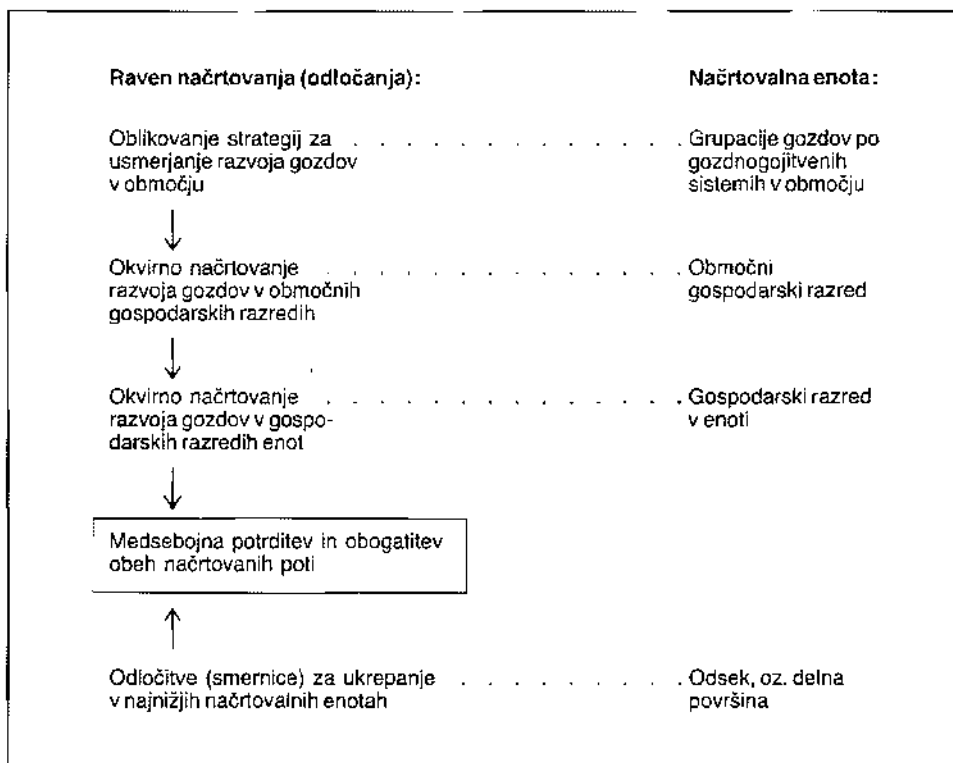 Raven načrtovanja (odločanja): Načrtovalna enota:
Oblikovanje strategij za . . . . . . . . . . . . . . Grupacije gozdov po
usmerjanje razvoja gozdov gozdnogojitvenih
v območju sistemih v območju
Okvirno načrtovanje . . . . . . . . . . . . . . Območni
razvoja gozdov v območnih gospodarski razred
gospodarskih razredih
Okvirno načrtovanje . . . . . . . . . . . . . . Gospodarski razred
razvoja gozdov v gospo- v enoti
darskih razredih enot
Medsebojna potrditev in obogatitev
obeh načrtovanih poti
Odločitve (smernice) za ukrepanje . . . . . . . . . Odsek, oz. delna
v najnižjih načrtovalnih enotah površina